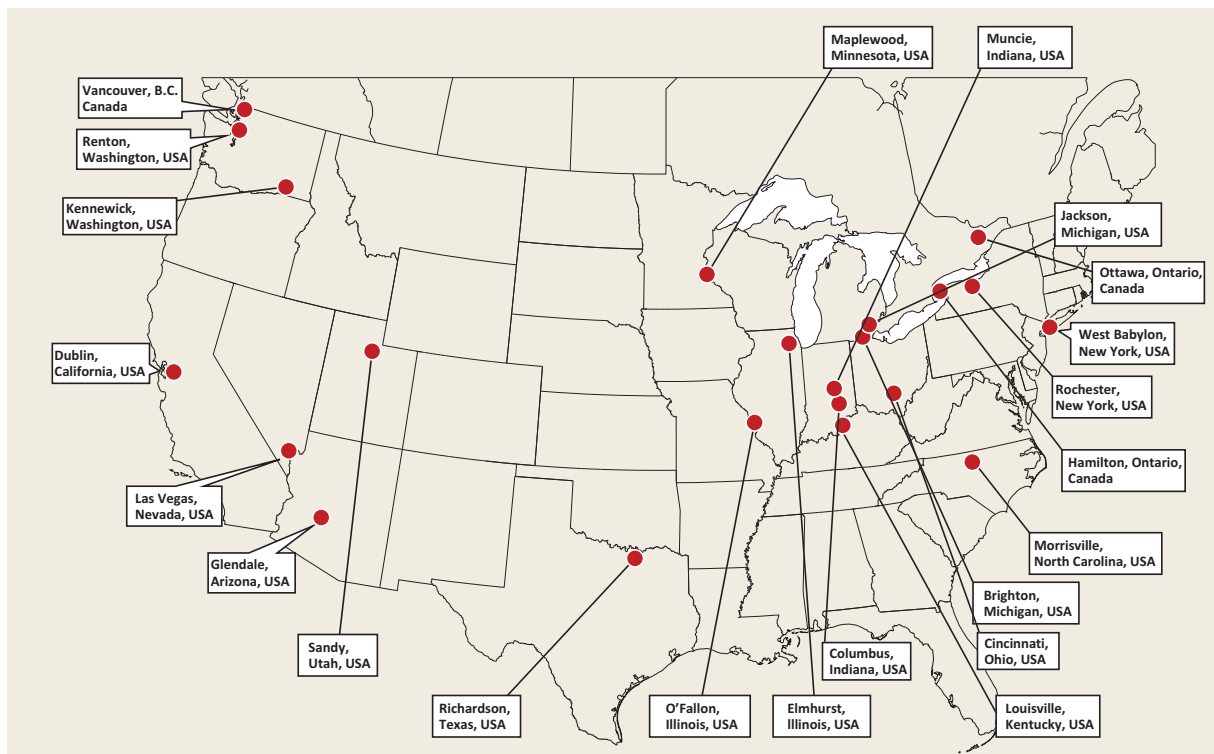 Maplewood,
Minnesota, USA
Muncie,
Indiana, USA
Vancouver, B.C.
Canada
Renton,
Washington, USA
Kennewick,
Washington, USA
Jackson,
Michigan, USA
Ottawa, Ontario,
Canada
West Babylon,
New York, USA
Dublin,
California, USA
Rochester,
New York, USA
Hamilton, Ontario,
Canada
Las Vegas,
Nevada, USA
Glendale,
Arizona, USA
Morrisville,
North Carolina, USA
Brighton,
Michigan, USA
Sandy,
Utah, USA
Columbus,
Indiana, USA
Cincinnati,
Ohio, USA
Richardson,
Texas, USA
O’Fallon,
Illinois, USA
Elmhurst,
Illinois, USA
Louisville,
Kentucky, USA